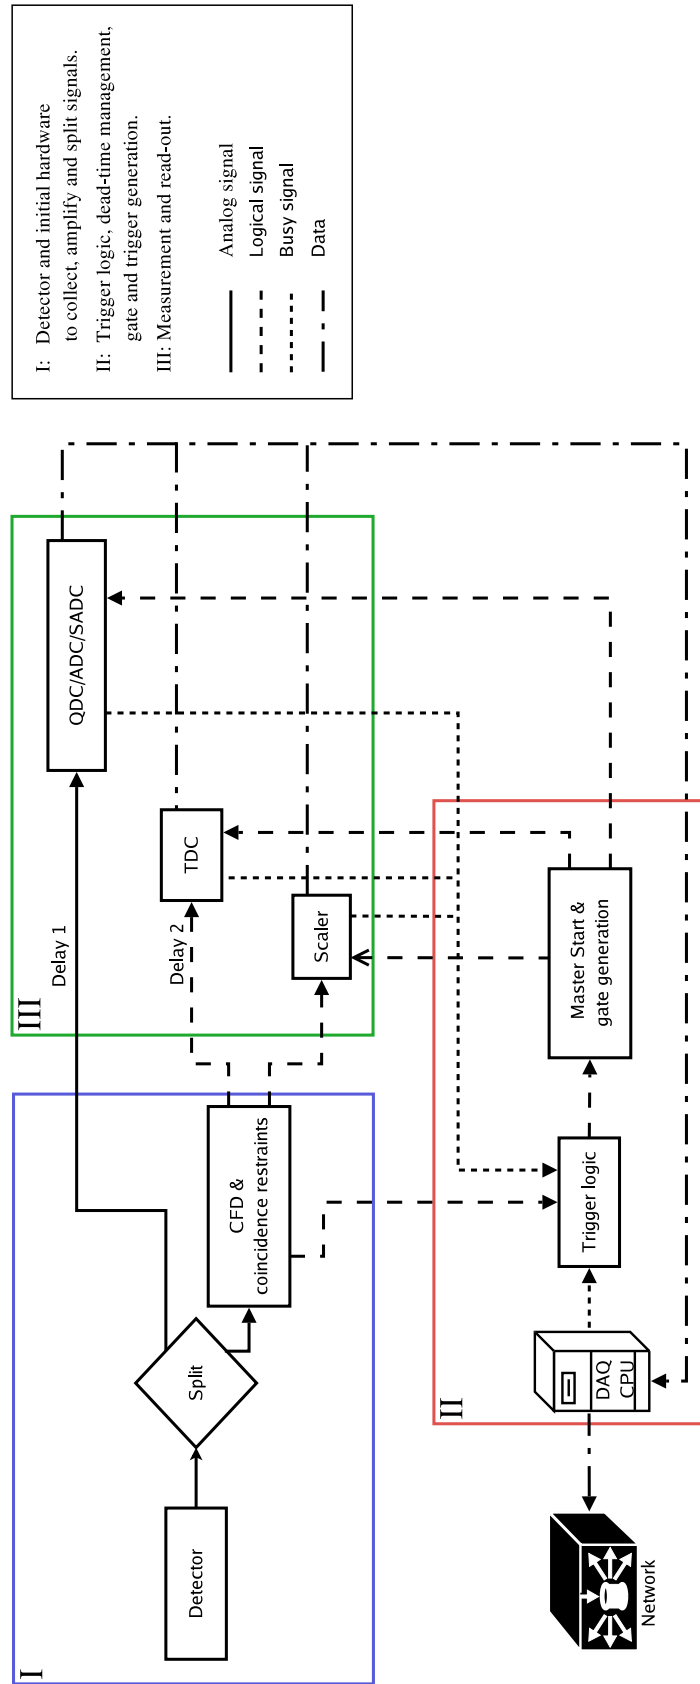 I:   Detector and initial hardware
to collect, amplify and split signals.
II: Trigger logic, dead-time management,
gate and trigger generation.
III: Measurement and read-out.
Analog signal
Logical signal
Busy signal
Data
I
Detector
Split
CFD &
coincidence restraints
III
Delay 1
QDC/ADC/SADC
Delay 2
TDC
Scaler
II
DAQ
CPU
Trigger logic
Master Start &
gate generation
Network